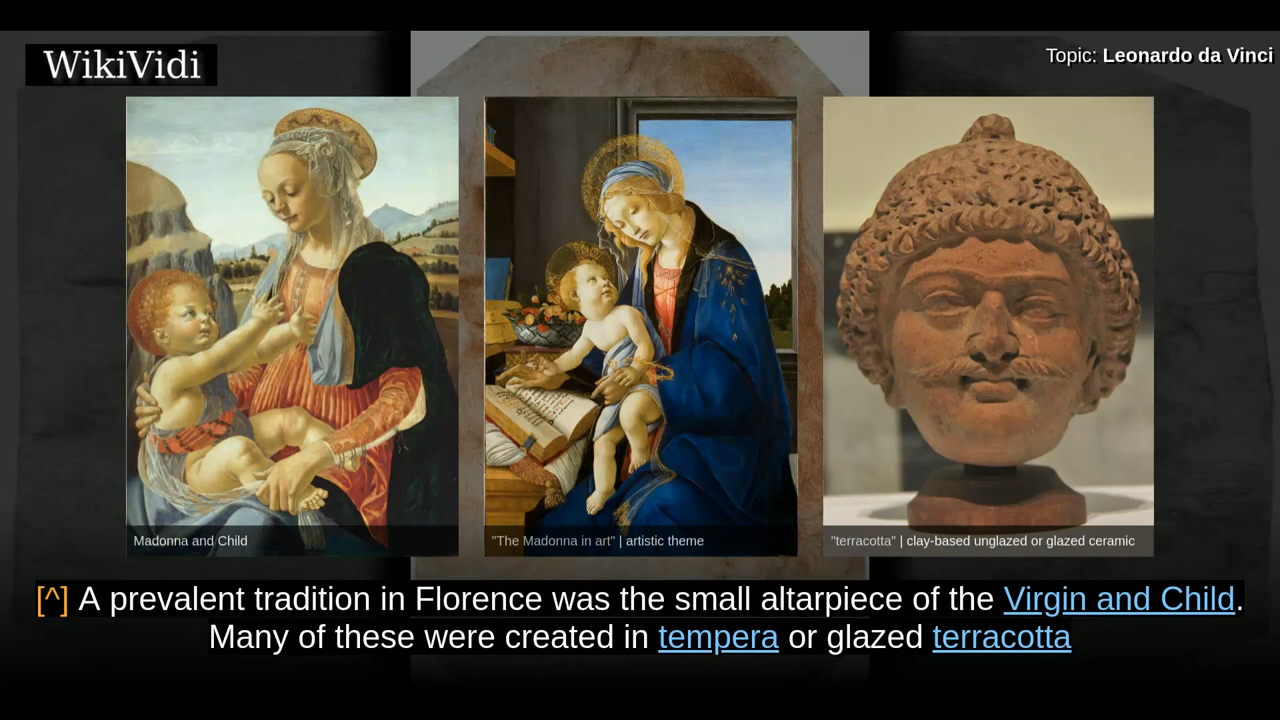 WikiVidi
Topic: Leonardo da Vinci
Madonna and Child
"The Madonna in art" | artistic theme
"terracotta" | clay-based unglazed or glazed ceramic
[^] A prevalent tradition in Florence was the small altarpiece of the Virgin and Child.
Many of these were created in tempera or glazed terracotta